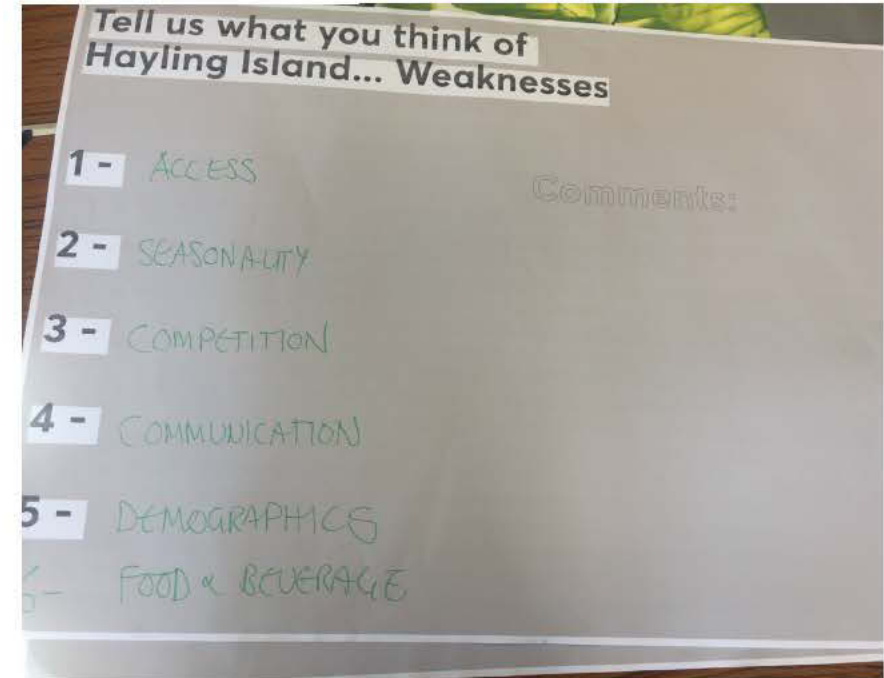 Tell us what you think of
Hayling Island... Weaknesses
1 - ACCESS
Comments:
2 - SEASONALITY
3 - COMPETITION
4 - COMMUNICATION
5 - DEMOGRAPHICS
6 - FOOD & BEVERAGE